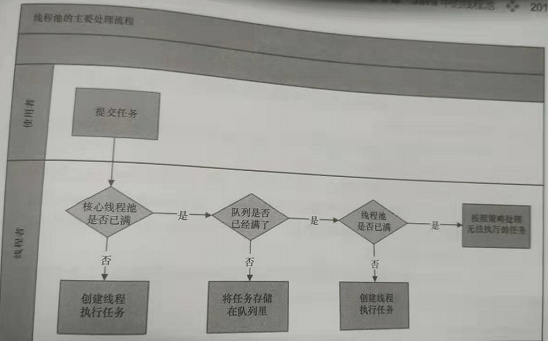 201
线程池的主要处理流程
使用者
提交任务
线程者
核心线程池
是否已满
是
队列是否
已经满了
是
线程池
是否已满
是
按照策略处理
无法执行的任务
否
否
否
创建线程
执行任务
将任务存储
在队列里
创建线程
执行任务